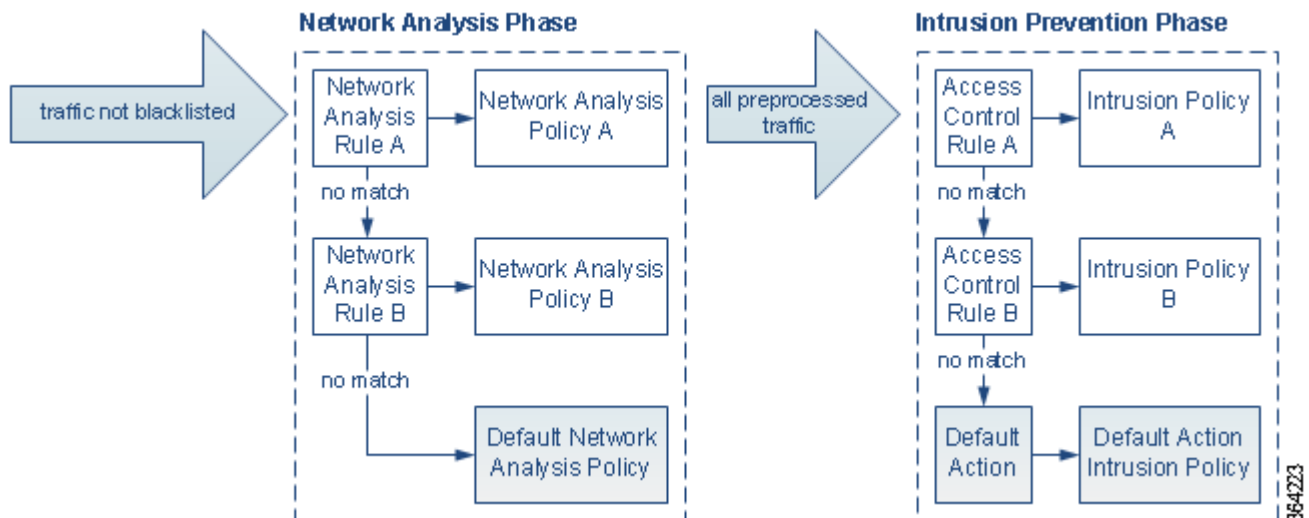 Network Analysis Phase
traffic not blacklisted
Network
Analysis
Rule A
Network Analysis
Policy A
no match
Network
Analysis
Rule B
Network Analysis
Policy B
no match
Default Network
Analysis Policy
all preprocessed
traffic
Intrusion Prevention Phase
Access
Control
Rule A
Intrusion Policy
A
no match
Access
Control
Rule B
Intrusion Policy
B
no match
Default
Action
Default Action
Intrusion Policy
364223